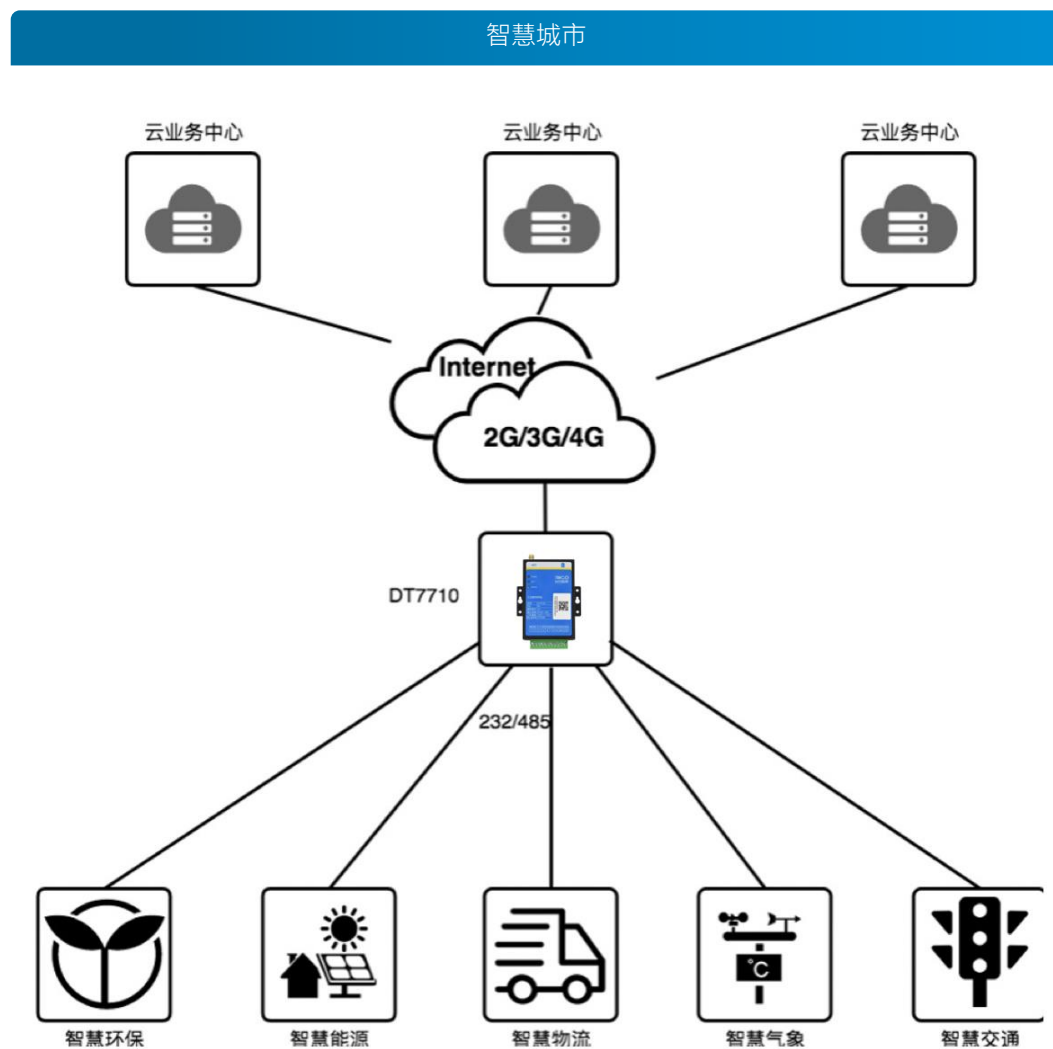 智慧城市
云业务中心
云业务中心
云业务中心
Internet
2G/3G/4G
DT7710
232/485
°C
智慧环保
智慧能源
智慧物流
智慧气象
智慧交通